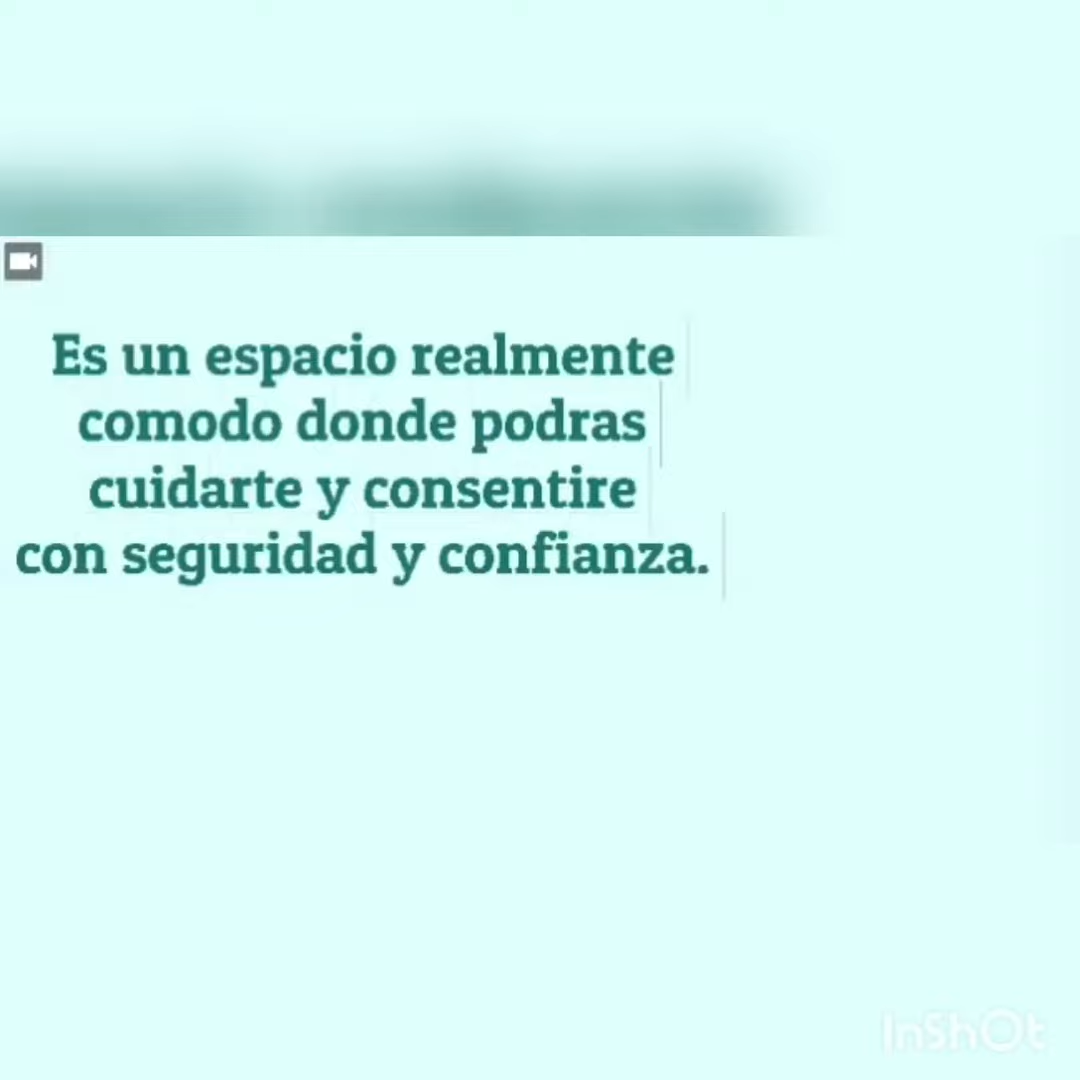 Es un espacio realmente
comodo donde podras
cuidarte y consentire
con seguridad y confianza.
InShOt